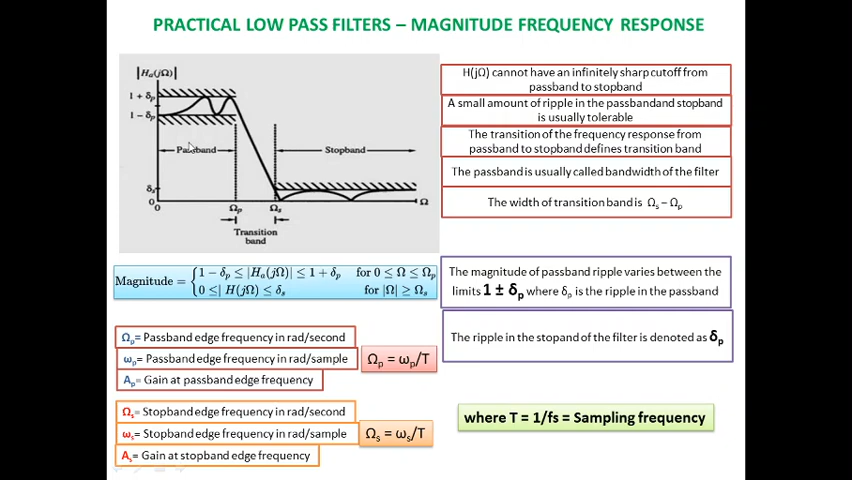 PRACTICAL LOW PASS FILTERS – MAGNITUDE FREQUENCY RESPONSE
|Hₐ(jΩ)|
1 + δₚ
1 − δₚ
Passband
Stopband
δₛ
0
0
Ωₚ
Ωₛ
Ω
Transition
band
H(jΩ) cannot have an infinitely sharp cutoff from
passband to stopband
A small amount of ripple in the passbandand stopband
is usually tolerable
The transition of the frequency response from
passband to stopband defines transition band
The passband is usually called bandwidth of the filter
The width of transition band is Ωₛ – Ωₚ
Magnitude = { 1 − δₚ ≤ |Hₐ(jΩ)| ≤ 1 + δₚ for 0 ≤ Ω ≤ Ωₚ
0 ≤| H(jΩ) ≤ δₛ for |Ω| ≥ Ωₛ
The magnitude of passband ripple varies between the
limits 1 ± δₚ where δₚ is the ripple in the passband
The ripple in the stopand of the filter is denoted as δₚ
Ωₚ= Passband edge frequency in rad/second
ωₚ= Passband edge frequency in rad/sample
Aₚ= Gain at passband edge frequency
Ωₚ = ωₚ/T
Ωₛ= Stopband edge frequency in rad/second
ωₛ= Stopband edge frequency in rad/sample
Aₛ= Gain at stopband edge frequency
Ωₛ = ωₛ/T
where T = 1/fs = Sampling frequency